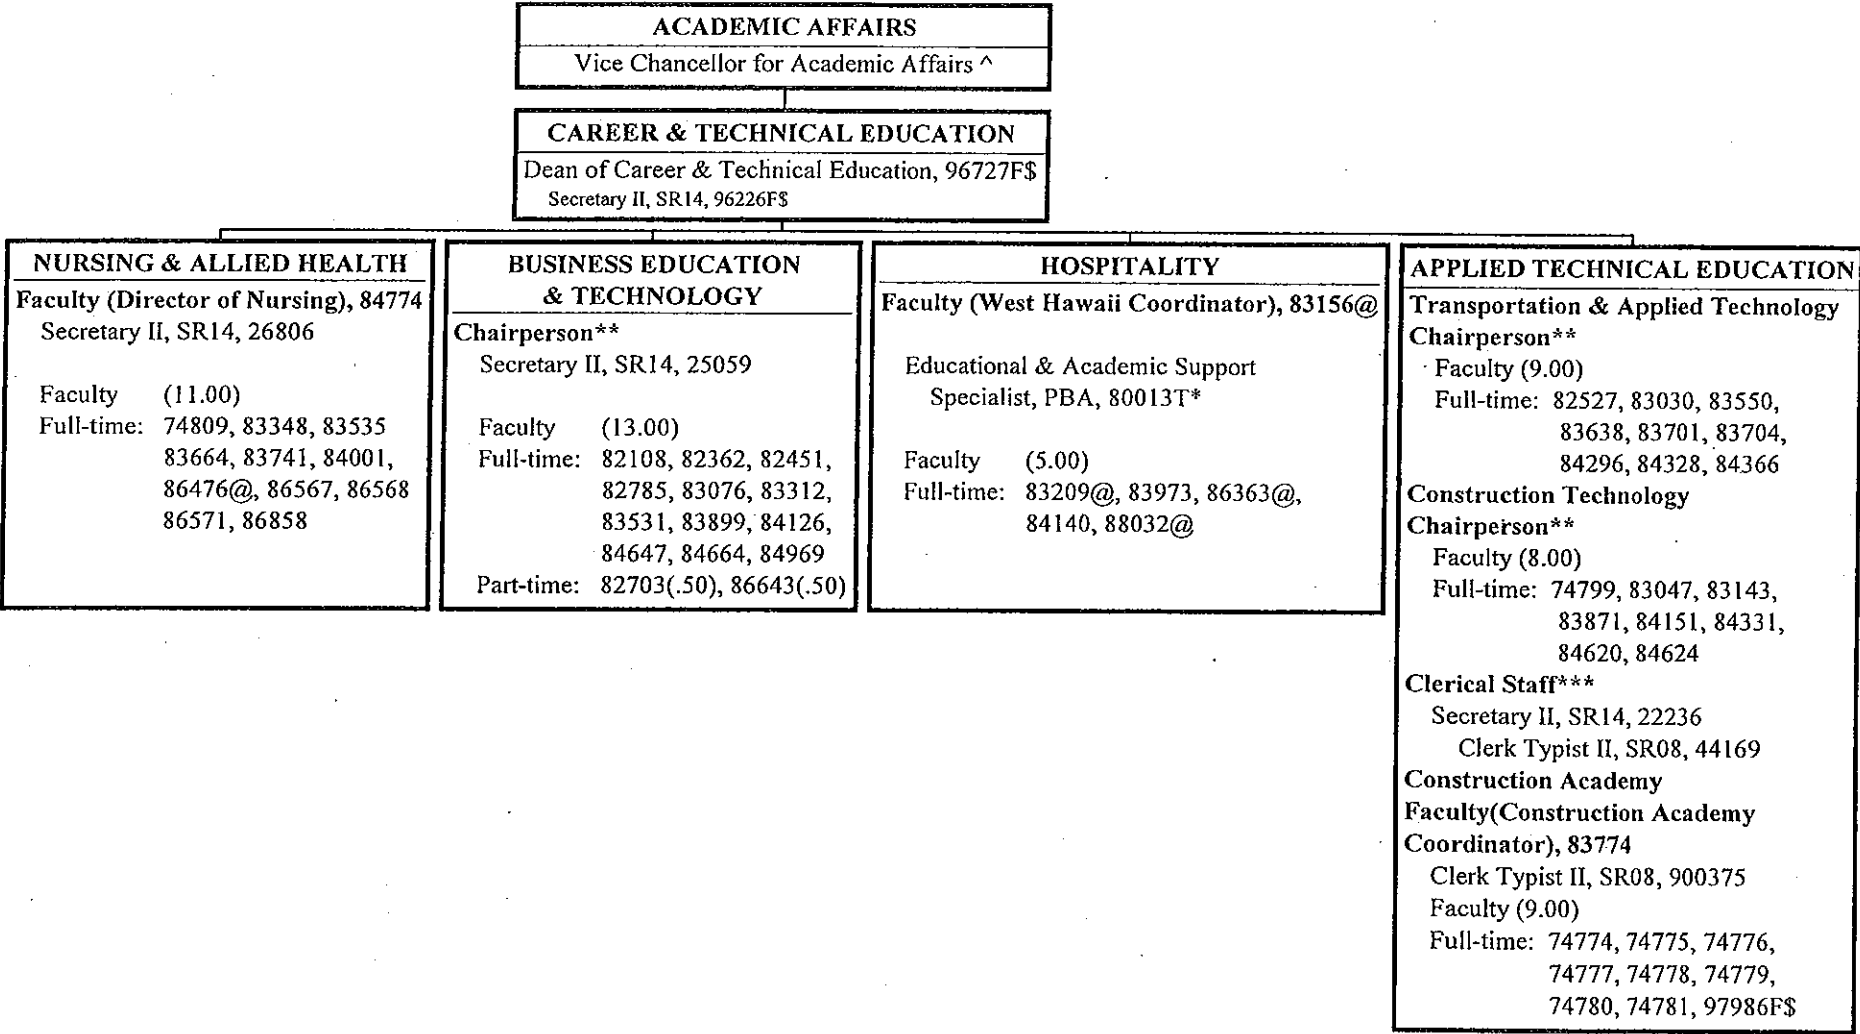 ACADEMIC AFFAIRS
Vice Chancellor for Academic Affairs ^
CAREER & TECHNICAL EDUCATION
Dean of Career & Technical Education, 96727F$
Secretary II, SR14, 96226F$
NURSING & ALLIED HEALTH
Faculty (Director of Nursing), 84774
Secretary II, SR14, 26806
Faculty (11.00)
Full-time: 74809, 83348, 83535
83664, 83741, 84001,
86476@, 86567, 86568
86571, 86858
BUSINESS EDUCATION
& TECHNOLOGY
Chairperson**
Secretary II, SR14, 25059
Faculty (13.00)
Full-time: 82108, 82362, 82451,
82785, 83076, 83312,
83531, 83899, 84126,
84647, 84664, 84969
Part-time: 82703(.50), 86643(.50)
HOSPITALITY
Faculty (West Hawaii Coordinator), 83156@
Educational & Academic Support
Specialist, PBA, 80013T*
Faculty (5.00)
Full-time: 83209@, 83973, 86363@,
84140, 88032@
APPLIED TECHNICAL EDUCATION
Transportation & Applied Technology
Chairperson**
Faculty (9.00)
Full-time: 82527, 83030, 83550,
83638, 83701, 83704,
84296, 84328, 84366
Construction Technology
Chairperson**
Faculty (8.00)
Full-time: 74799, 83047, 83143,
83871, 84151, 84331,
84620, 84624
Clerical Staff***
Secretary II, SR14, 22236
Clerk Typist II, SR08, 44169
Construction Academy
Faculty(Construction Academy
Coordinator), 83774
Clerk Typist II, SR08, 900375
Faculty (9.00)
Full-time: 74774, 74775, 74776,
74777, 74778, 74779,
74780, 74781, 97986F$